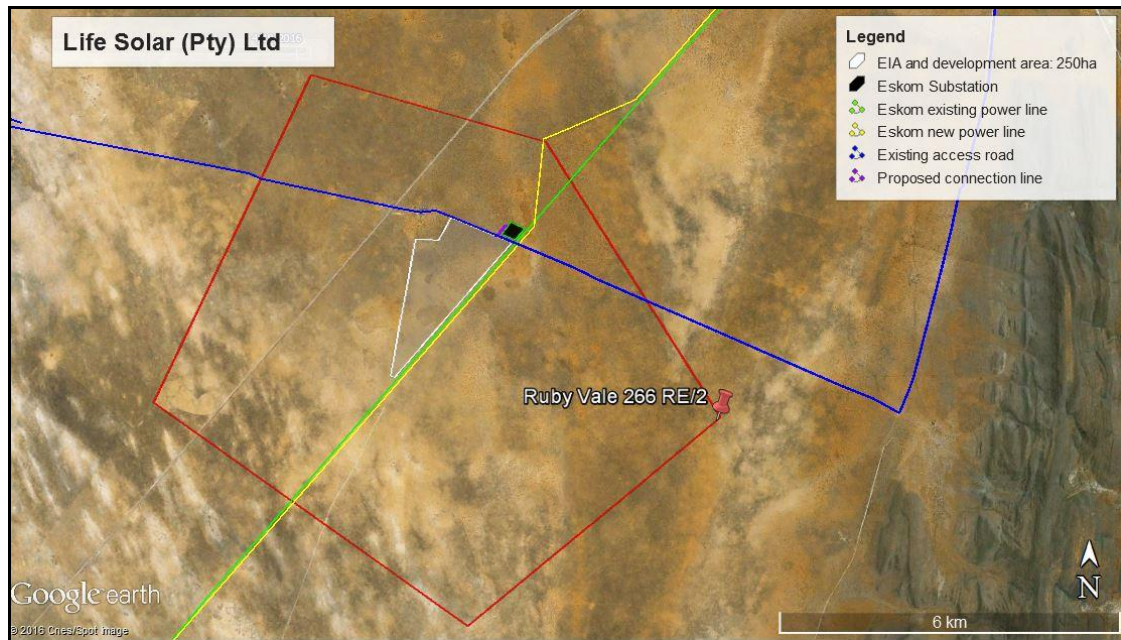 Life Solar (Pty) Ltd
2016
Legend
EIA and development area: 250ha
Eskom Substation
Eskom existing power line
Eskom new power line
Existing access road
Proposed connection line
Ruby Vale 266 RE/2
Google earth
© 2016 Cnes/Spot Image
N
6 km